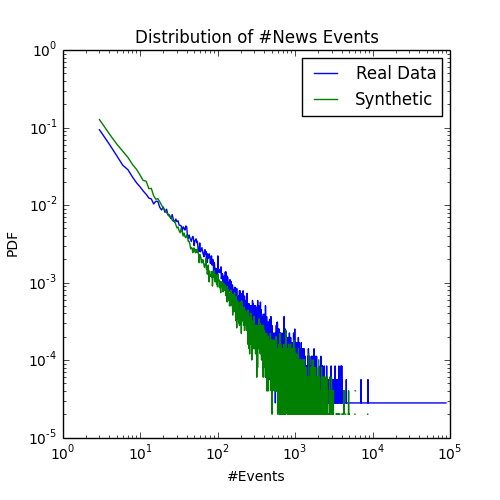 Distribution of #News Events
Real Data
Synthetic
PDF
10^0
10^-1
10^-2
10^-3
10^-4
10^-5
10^0 10^1 10^2 10^3 10^4 10^5
#Events